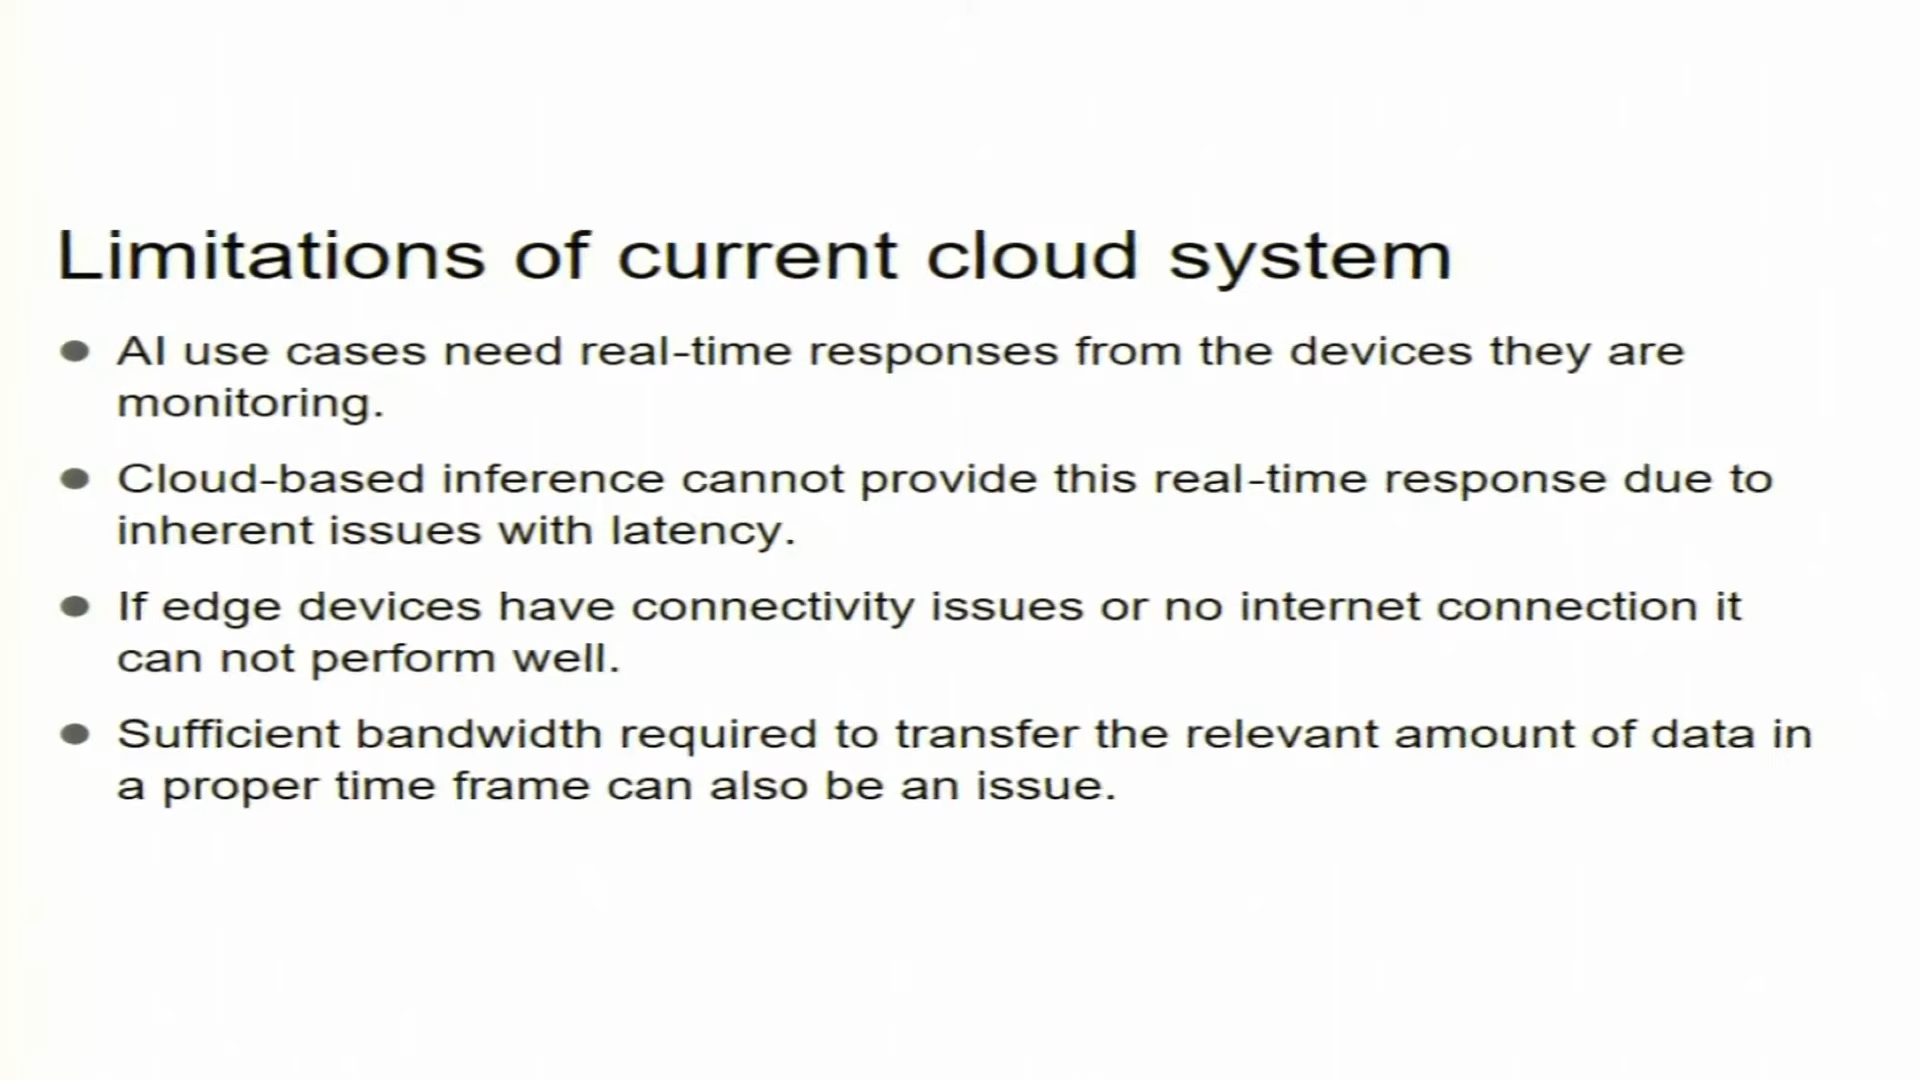 Limitations of current cloud system
● AI use cases need real-time responses from the devices they are
monitoring.
● Cloud-based inference cannot provide this real-time response due to
inherent issues with latency.
● If edge devices have connectivity issues or no internet connection it
can not perform well.
● Sufficient bandwidth required to transfer the relevant amount of data in
a proper time frame can also be an issue.